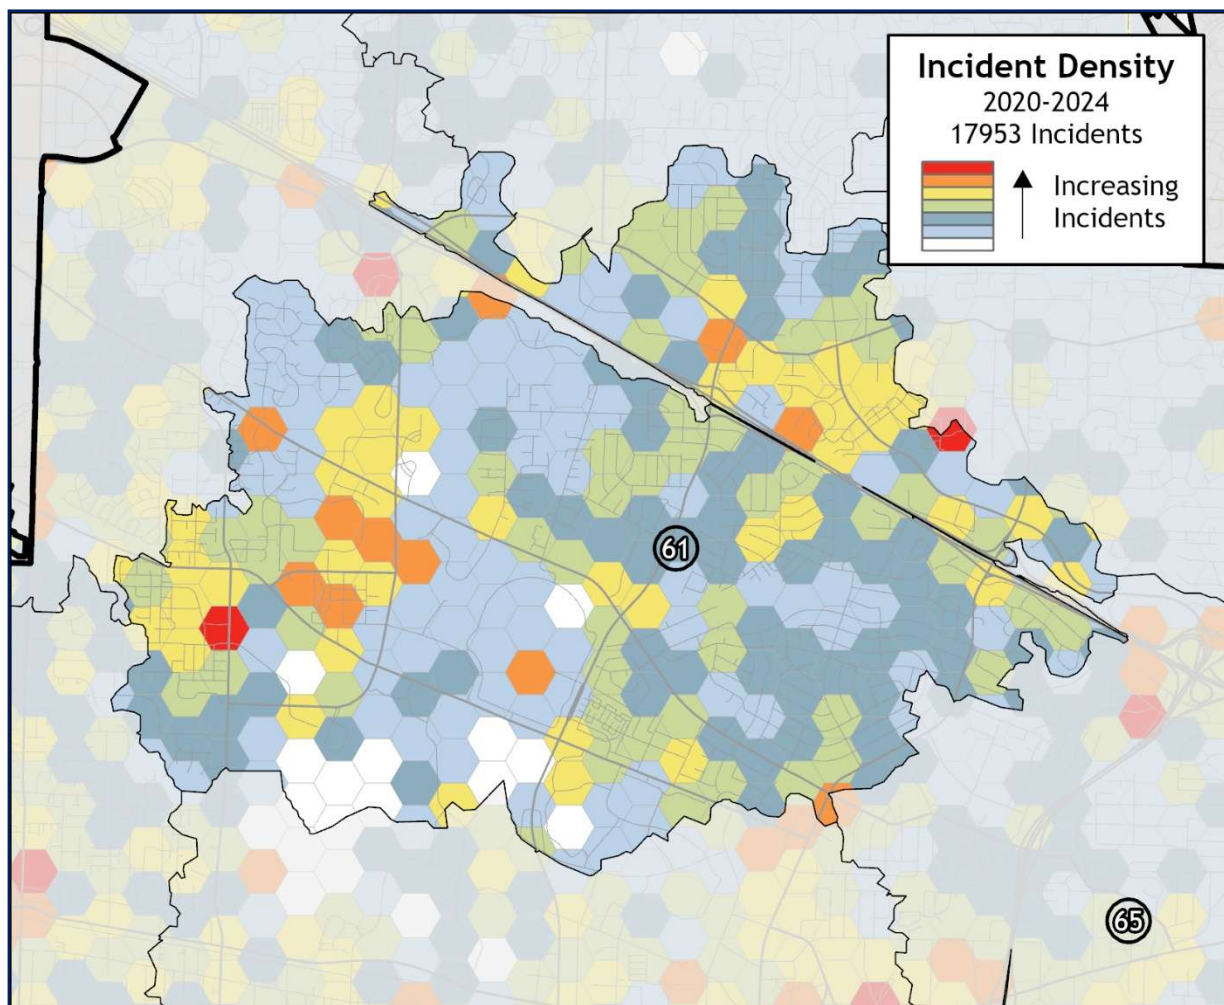 Incident Density
2020-2024
17953 Incidents
Increasing
Incidents
61
65